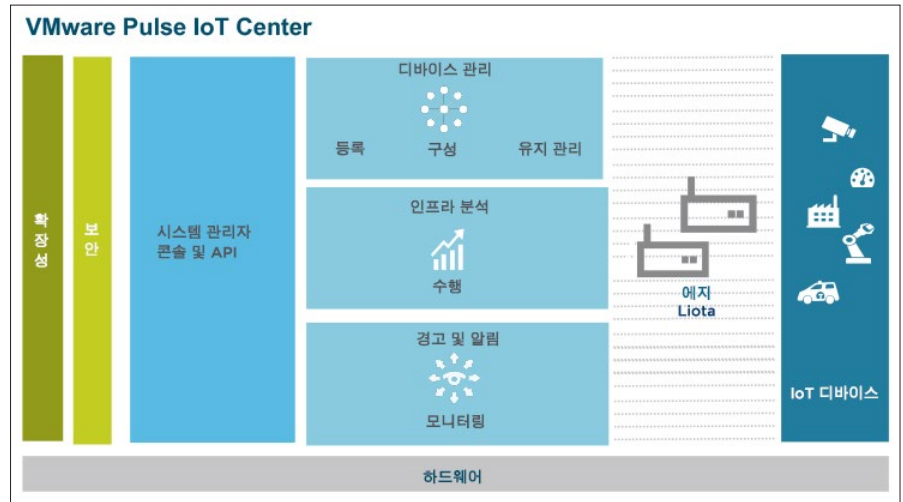 VMware Pulse IoT Center
확장성
보안
시스템 관리자
콘솔 및 API
디바이스 관리
등록 구성 유지 관리
인프라 분석
수행
경고 및 알림
모니터링
에지
Liota
IoT 디바이스
하드웨어